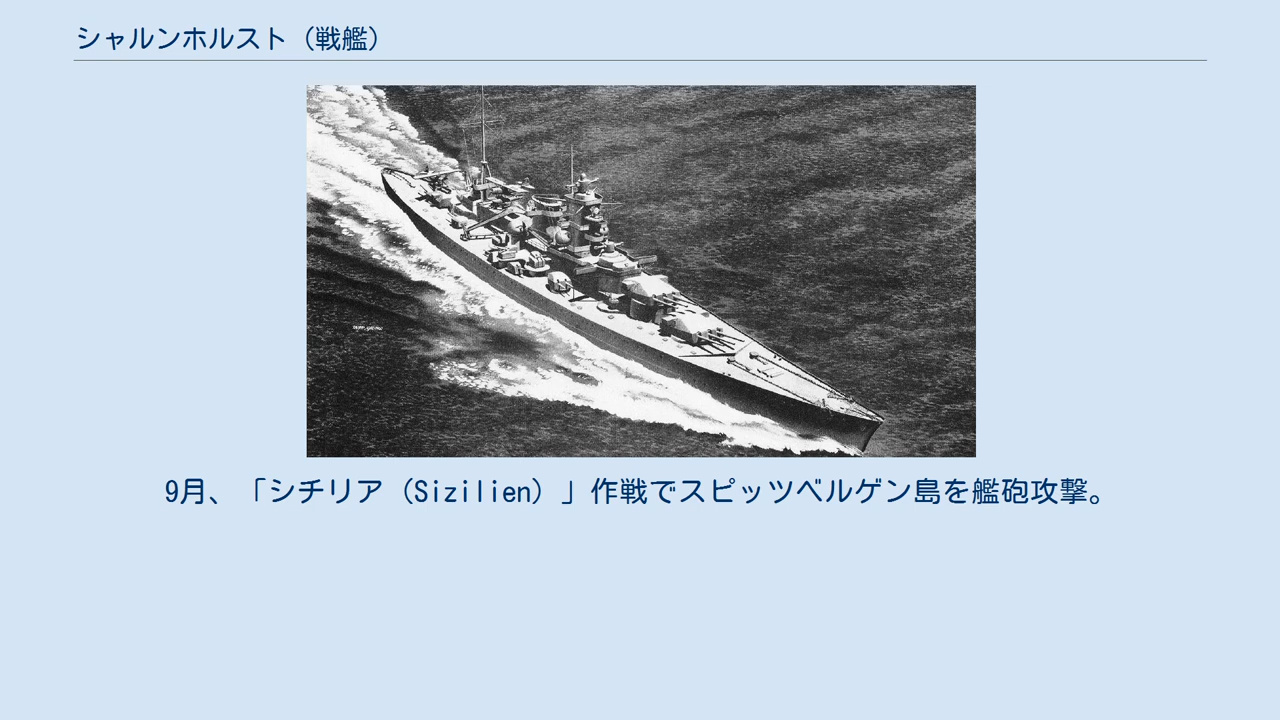 シャルンホルスト（戦艦）
9月、「シチリア（Sizilien）」作戦でスピッツベルゲン島を艦砲攻撃。